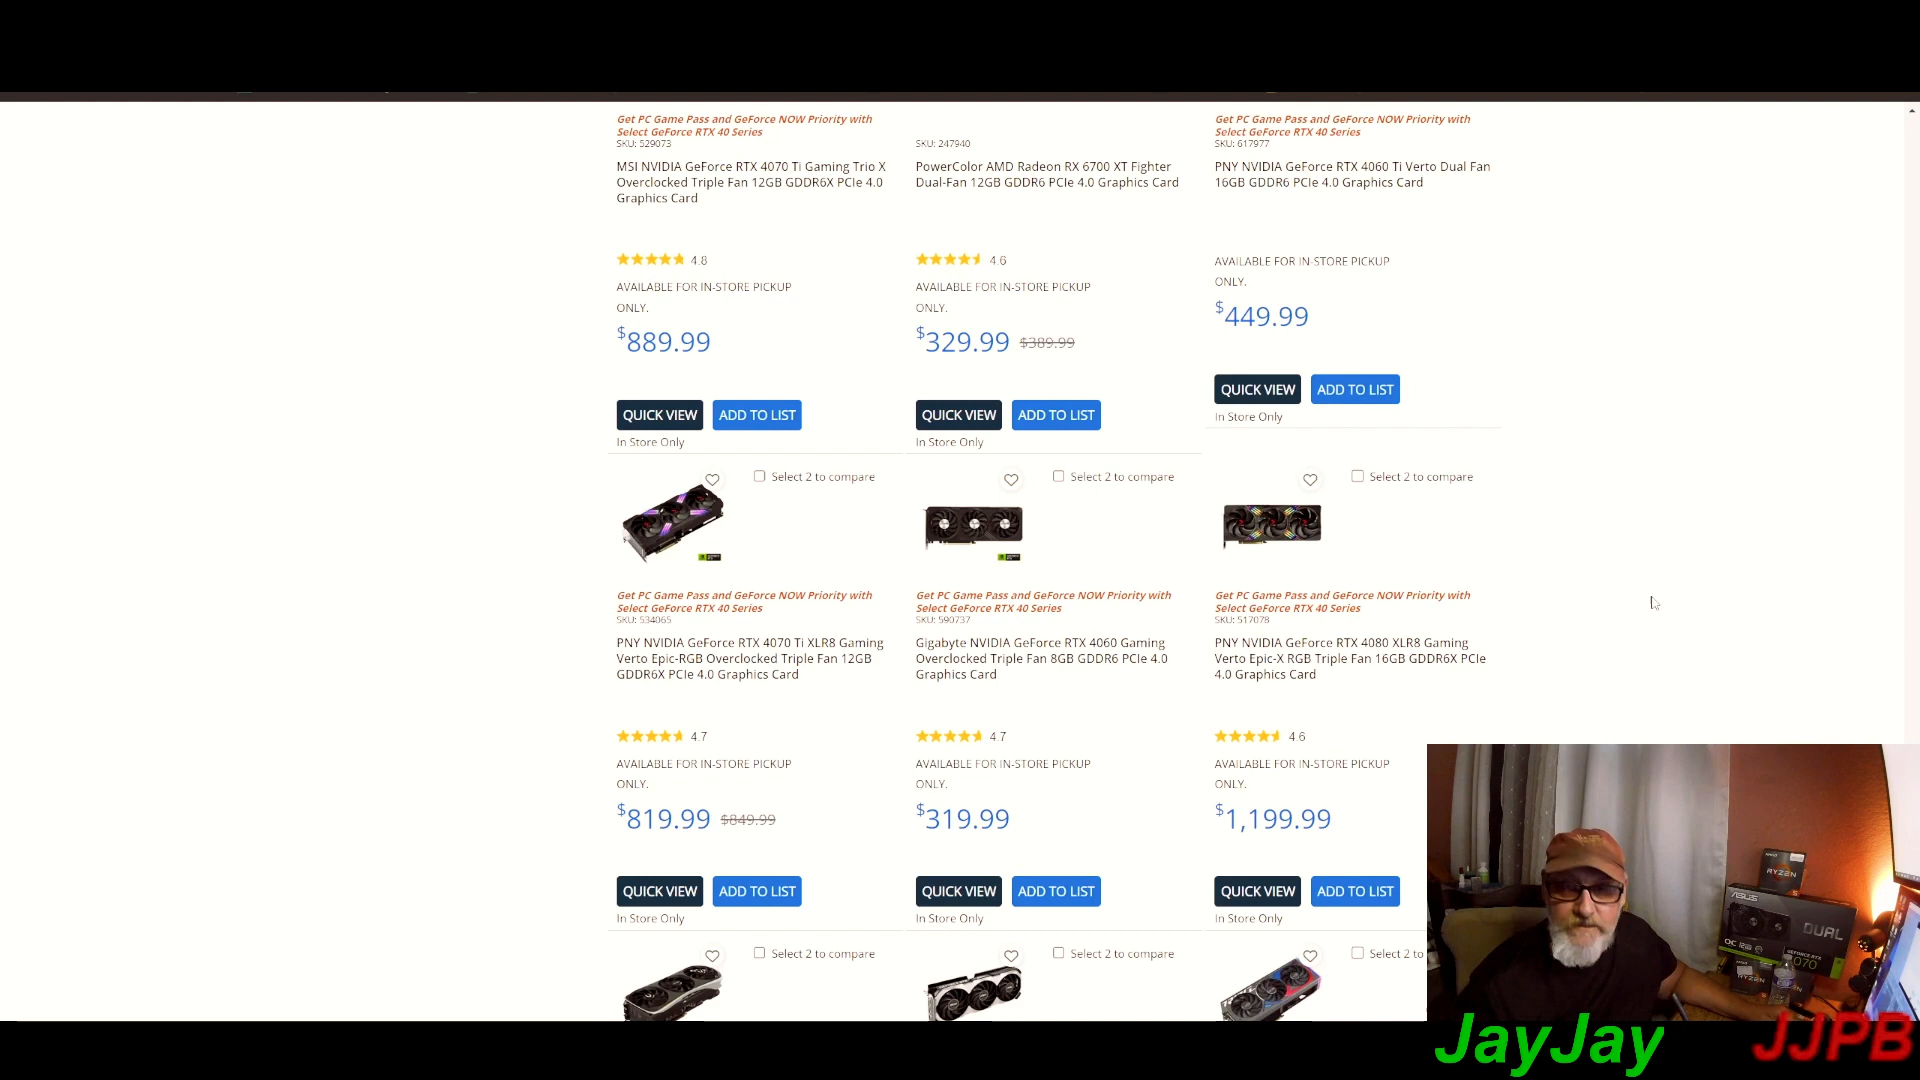 Get PC Game Pass and GeForce NOW Priority with
Select GeForce RTX 40 Series
SKU: 529073
MSI NVIDIA GeForce RTX 4070 Ti Gaming Trio X
Overclocked Triple Fan 12GB GDDR6X PCIe 4.0
Graphics Card
4.8
AVAILABLE FOR IN-STORE PICKUP
ONLY.
$889.99
QUICK VIEW ADD TO LIST
In Store Only
SKU: 247940
PowerColor AMD Radeon RX 6700 XT Fighter
Dual-Fan 12GB GDDR6 PCIe 4.0 Graphics Card
4.6
AVAILABLE FOR IN-STORE PICKUP
ONLY.
$329.99 $389.99
QUICK VIEW ADD TO LIST
In Store Only
Get PC Game Pass and GeForce NOW Priority with
Select GeForce RTX 40 Series
SKU: 617977
PNY NVIDIA GeForce RTX 4060 Ti Verto Dual Fan
16GB GDDR6 PCIe 4.0 Graphics Card
AVAILABLE FOR IN-STORE PICKUP
ONLY.
$449.99
QUICK VIEW ADD TO LIST
In Store Only
Select 2 to compare
Get PC Game Pass and GeForce NOW Priority with
Select GeForce RTX 40 Series
SKU: 534065
PNY NVIDIA GeForce RTX 4070 Ti XLR8 Gaming
Verto Epic-RGB Overclocked Triple Fan 12GB
GDDR6X PCIe 4.0 Graphics Card
4.7
AVAILABLE FOR IN-STORE PICKUP
ONLY.
$819.99 $849.99
QUICK VIEW ADD TO LIST
In Store Only
Select 2 to compare
Get PC Game Pass and GeForce NOW Priority with
Select GeForce RTX 40 Series
SKU: 590737
Gigabyte NVIDIA GeForce RTX 4060 Gaming
Overclocked Triple Fan 8GB GDDR6 PCIe 4.0
Graphics Card
4.7
AVAILABLE FOR IN-STORE PICKUP
ONLY.
$319.99
QUICK VIEW ADD TO LIST
In Store Only
Select 2 to compare
Get PC Game Pass and GeForce NOW Priority with
Select GeForce RTX 40 Series
SKU: 517078
PNY NVIDIA GeForce RTX 4080 XLR8 Gaming
Verto Epic-X RGB Triple Fan 16GB GDDR6X PCIe
4.0 Graphics Card
4.6
AVAILABLE FOR IN-STORE PICKUP
ONLY.
$1,199.99
QUICK VIEW ADD TO LIST
In Store Only
Select 2 to compare
Select 2 to compare
Select 2 to
RYZEN
ASUS
DUAL
OC
RYZEN
JayJay
JJPB